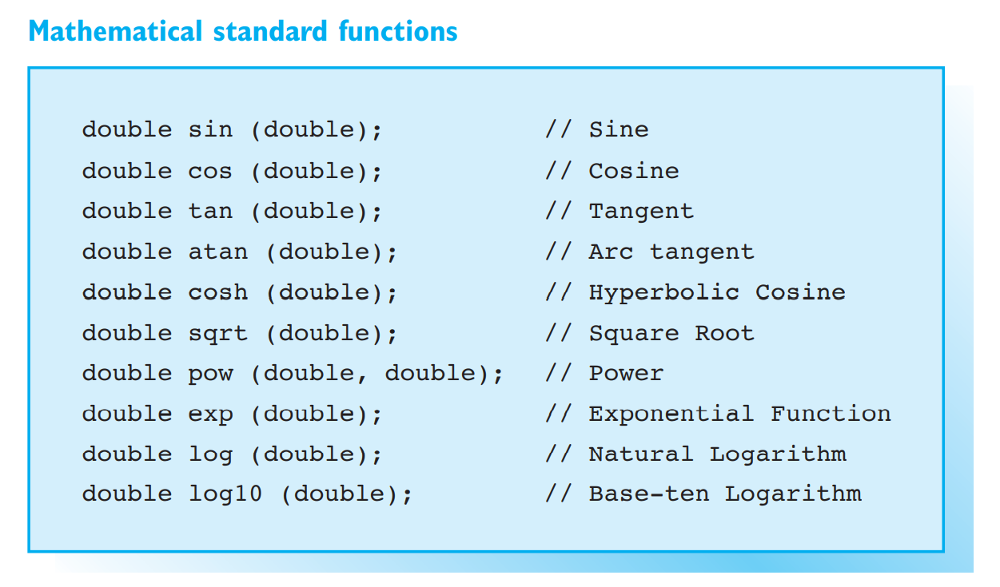 Mathematical standard functions
double sin (double); // Sine
double cos (double); // Cosine
double tan (double); // Tangent
double atan (double); // Arc tangent
double cosh (double); // Hyperbolic Cosine
double sqrt (double); // Square Root
double pow (double, double); // Power
double exp (double); // Exponential Function
double log (double); // Natural Logarithm
double log10 (double); // Base-ten Logarithm